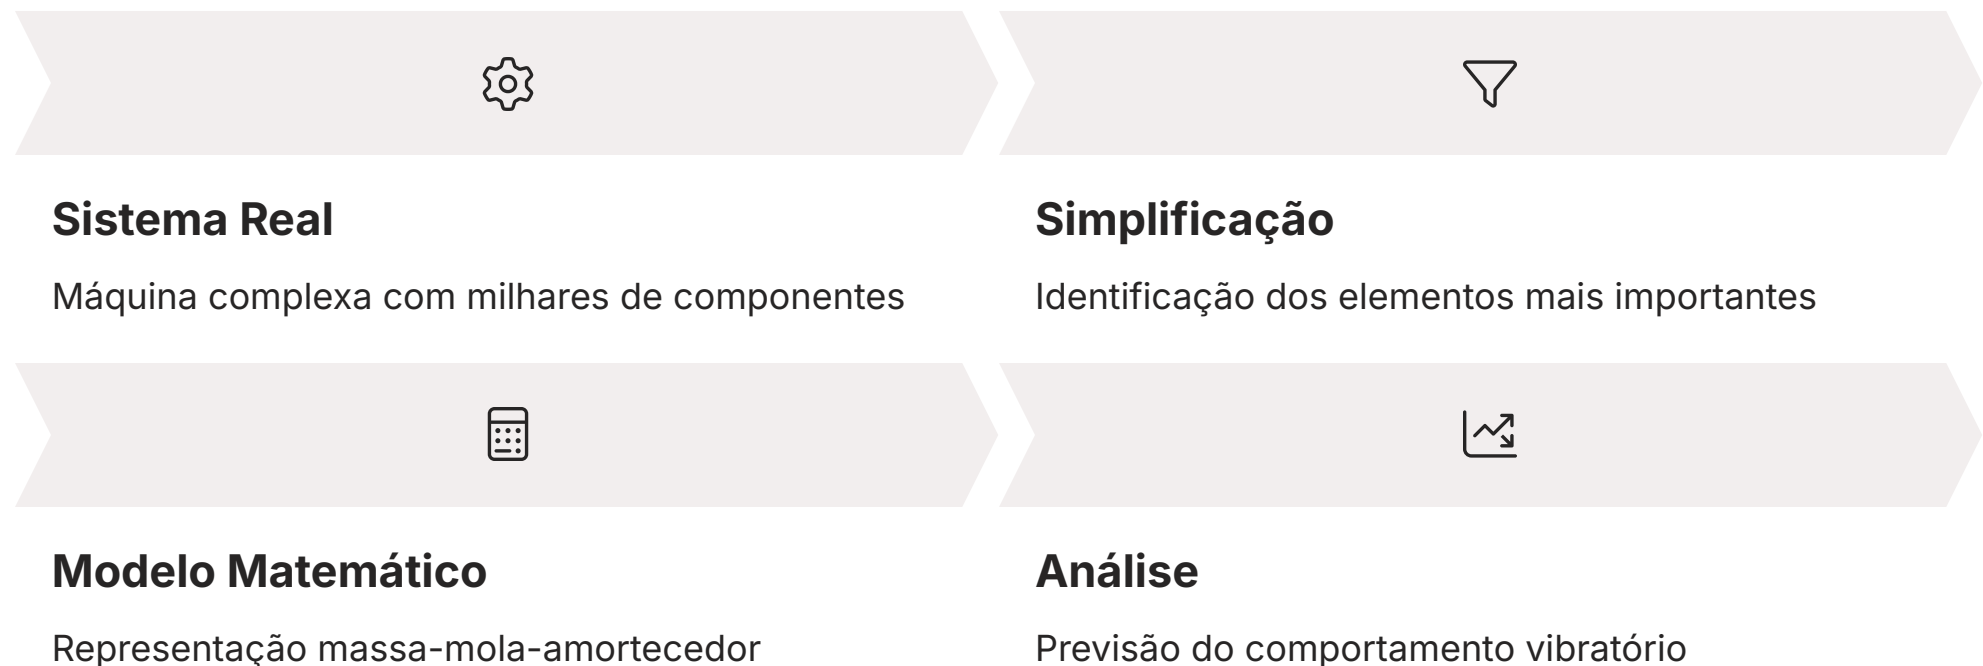 Sistema Real
Máquina complexa com milhares de componentes
Simplificação
Identificação dos elementos mais importantes
Modelo Matemático
Representação massa-mola-amortecedor
Análise
Previsão do comportamento vibratório